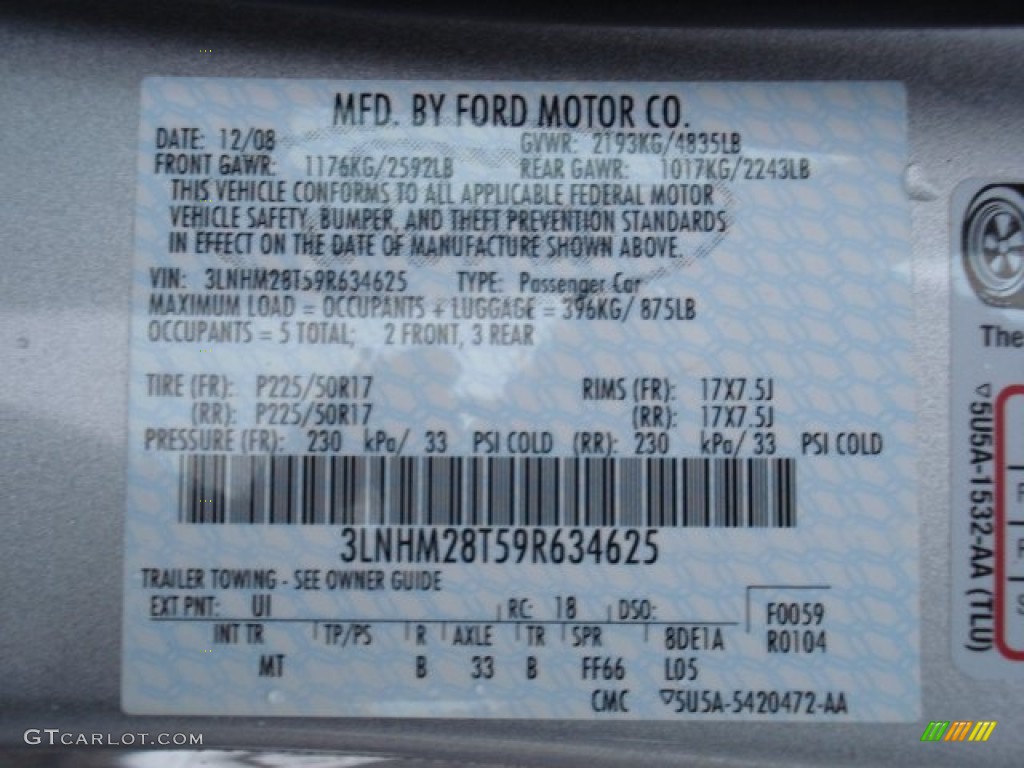 MFD. BY FORD MOTOR CO.
DATE: 12/08 GVWR: 2193KG/4835LB
FRONT GAWR: 1176KG/2592LB REAR GAWR: 1017KG/2243LB
THIS VEHICLE CONFORMS TO ALL APPLICABLE FEDERAL MOTOR
VEHICLE SAFETY, BUMPER, AND THEFT PREVENTION STANDARDS
IN EFFECT ON THE DATE OF MANUFACTURE SHOWN ABOVE.
VIN: 3LNHM28T59R634625 TYPE: Passenger Car
MAXIMUM LOAD = OCCUPANTS + LUGGAGE = 396KG/ 875LB
OCCUPANTS = 5 TOTAL; 2 FRONT, 3 REAR
TIRE (FR): P225/50R17 RIMS (FR): 17X7.5J
(RR): P225/50R17 (RR): 17X7.5J
PRESSURE (FR): 230 kPa/ 33 PSI COLD (RR): 230 kPa/ 33 PSI COLD
3LNHM28T59R634625
TRAILER TOWING - SEE OWNER GUIDE
EXT PNT: UI RC: 18 DSO: F0059
INT TR TP/PS R AXLE TR SPR 8DE1A R0104
MT B 33 B FF66 L05
CMC ▽5U5A-5420472-AA
The
▽5U5A-1532-AA (TLU)
GTCARLOT.COM